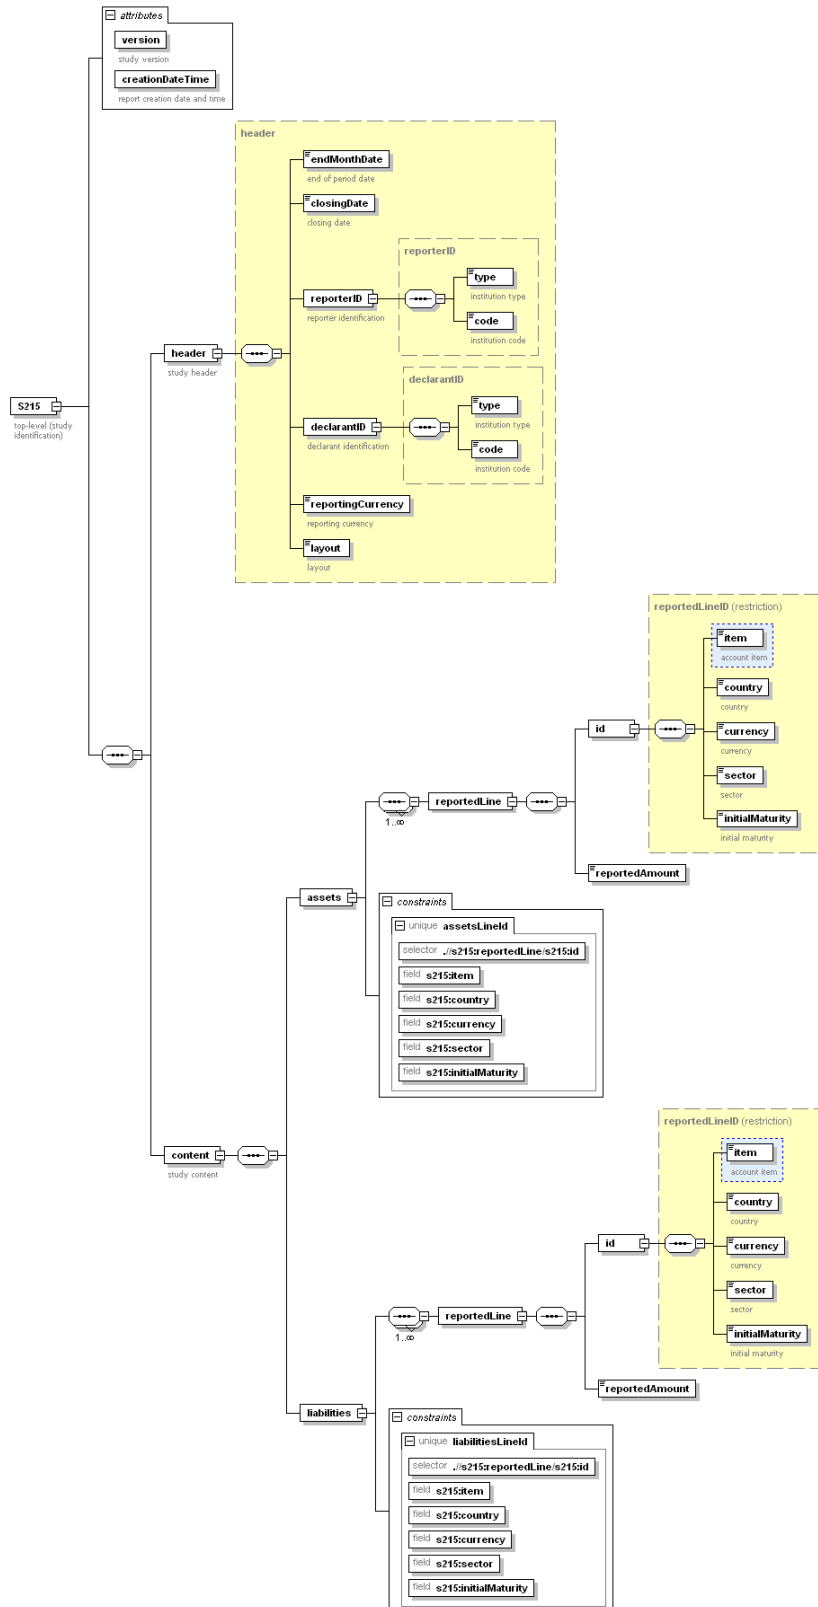 attributes
version
study version
creationDateTime
report creation date and time
header
endMonthDate
end of period date
closingDate
closing date
reporterID
type
institution type
reporterID
code
reporter identification
institution code
header
study header
declarantID
S215
type
top-level (study
identification)
institution type
declarantID
code
declarant identification
institution code
reportingCurrency
reporting currency
layout
layout
reportedLineID (restriction)
item
account item
country
country
id
currency
currency
sector
sector
reportedLine
1..∞
initialMaturity
initial maturity
reportedAmount
assets
constraints
unique assetsLineId
selector .//s215:reportedLine/s215:id
field s215:item
field s215:country
field s215:currency
field s215:sector
field s215:initialMaturity
reportedLineID (restriction)
content
study content
item
account item
country
country
id
currency
currency
sector
sector
reportedLine
1..∞
initialMaturity
initial maturity
reportedAmount
liabilities
constraints
unique liabilitiesLineId
selector .//s215:reportedLine/s215:id
field s215:item
field s215:country
field s215:currency
field s215:sector
field s215:initialMaturity